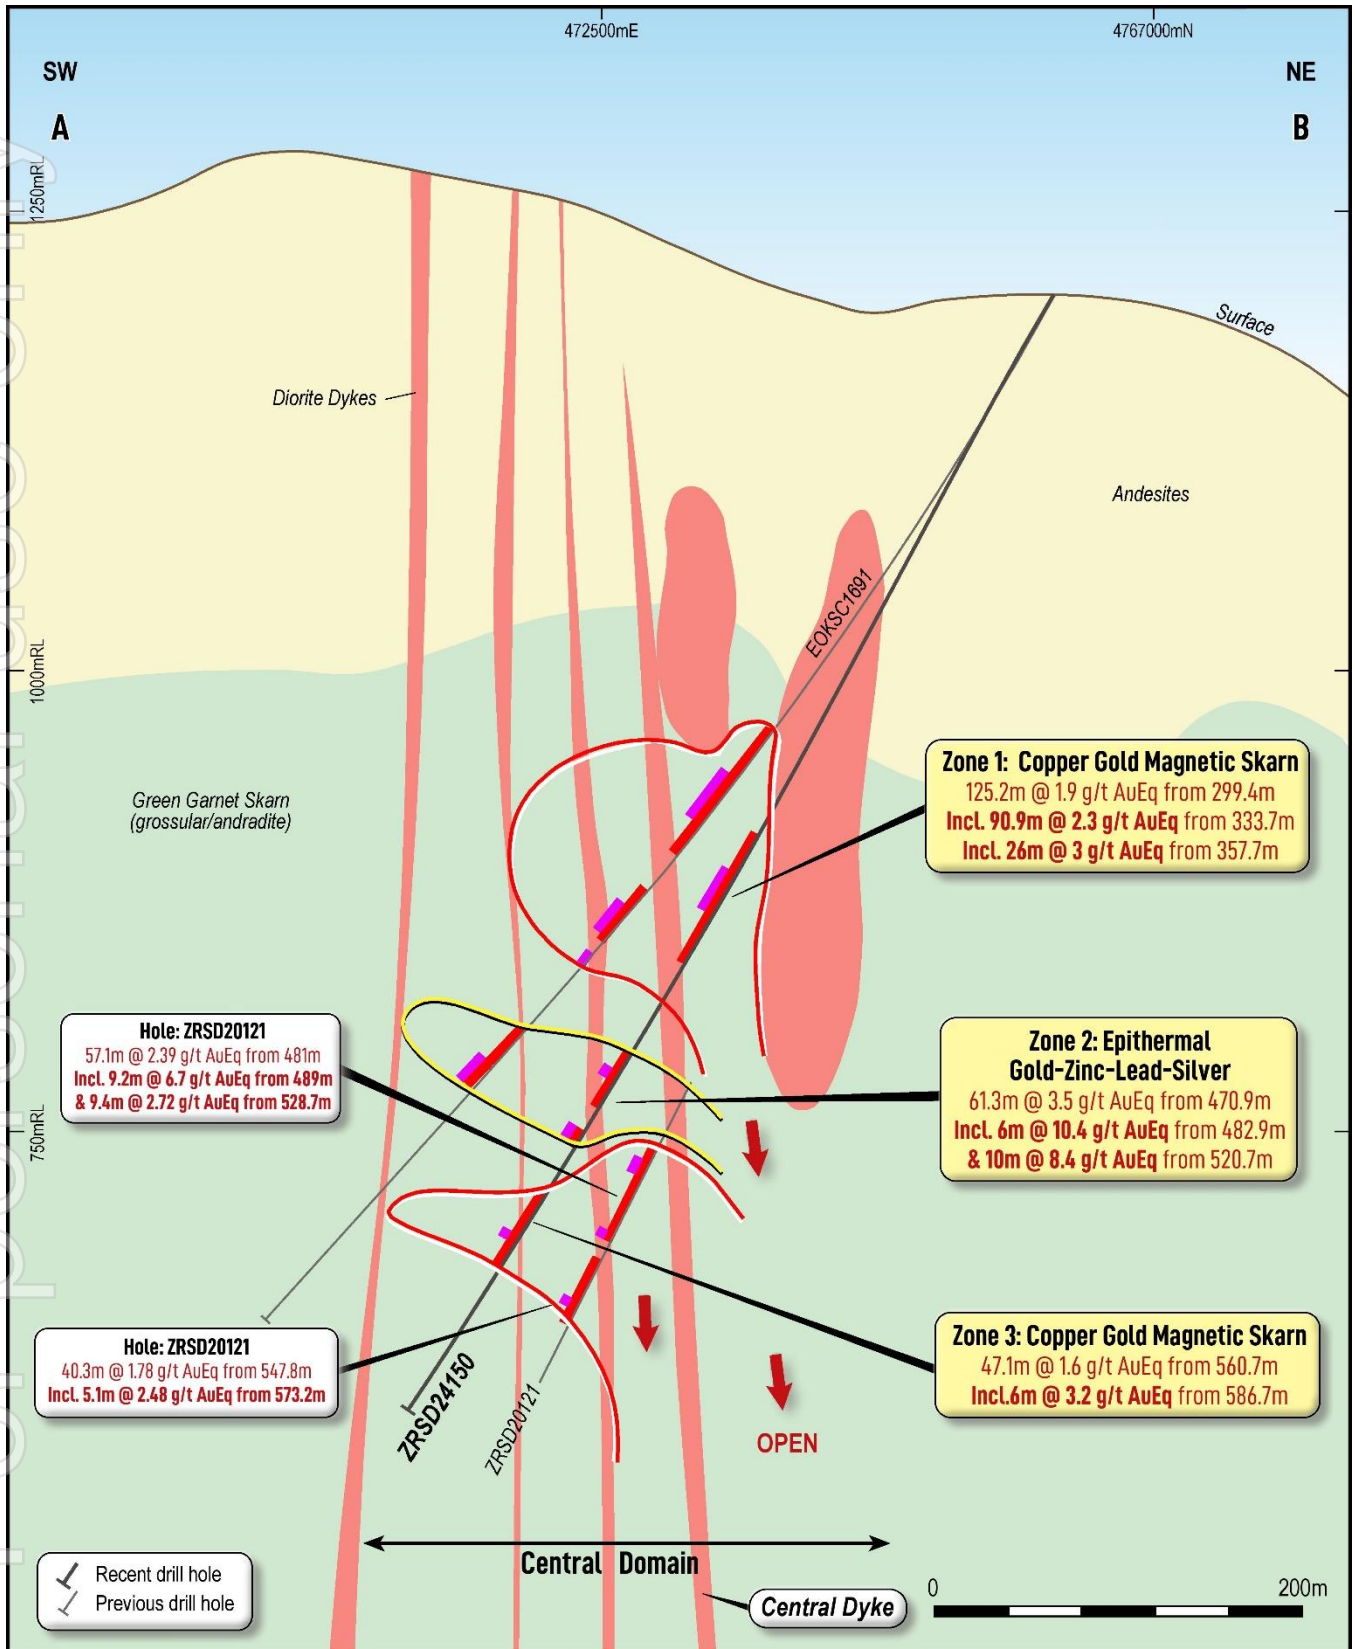 472500mE
4767000mN
SW
NE
A
B
1250mRL
Surface
Diorite Dykes
Andesites
EOKSC1691
1000mRL
Zone 1: Copper Gold Magnetic Skarn
125.2m @ 1.9 g/t AuEq from 299.4m
Incl. 90.9m @ 2.3 g/t AuEq from 333.7m
Incl. 26m @ 3 g/t AuEq from 357.7m
Green Garnet Skarn
(grossular/andradite)
Hole: ZRSD20121
57.1m @ 2.39 g/t AuEq from 481m
Incl. 9.2m @ 6.7 g/t AuEq from 489m
& 9.4m @ 2.72 g/t AuEq from 528.7m
Zone 2: Epithermal
Gold-Zinc-Lead-Silver
61.3m @ 3.5 g/t AuEq from 470.9m
Incl. 6m @ 10.4 g/t AuEq from 482.9m
& 10m @ 8.4 g/t AuEq from 520.7m
750mRL
Hole: ZRSD20121
40.3m @ 1.78 g/t AuEq from 547.8m
Incl. 5.1m @ 2.48 g/t AuEq from 573.2m
Zone 3: Copper Gold Magnetic Skarn
47.1m @ 1.6 g/t AuEq from 560.7m
Incl.6m @ 3.2 g/t AuEq from 586.7m
ZRSD24150
ZRSD20121
OPEN
Central Domain
Recent drill hole
Previous drill hole
Central Dyke
0
200m